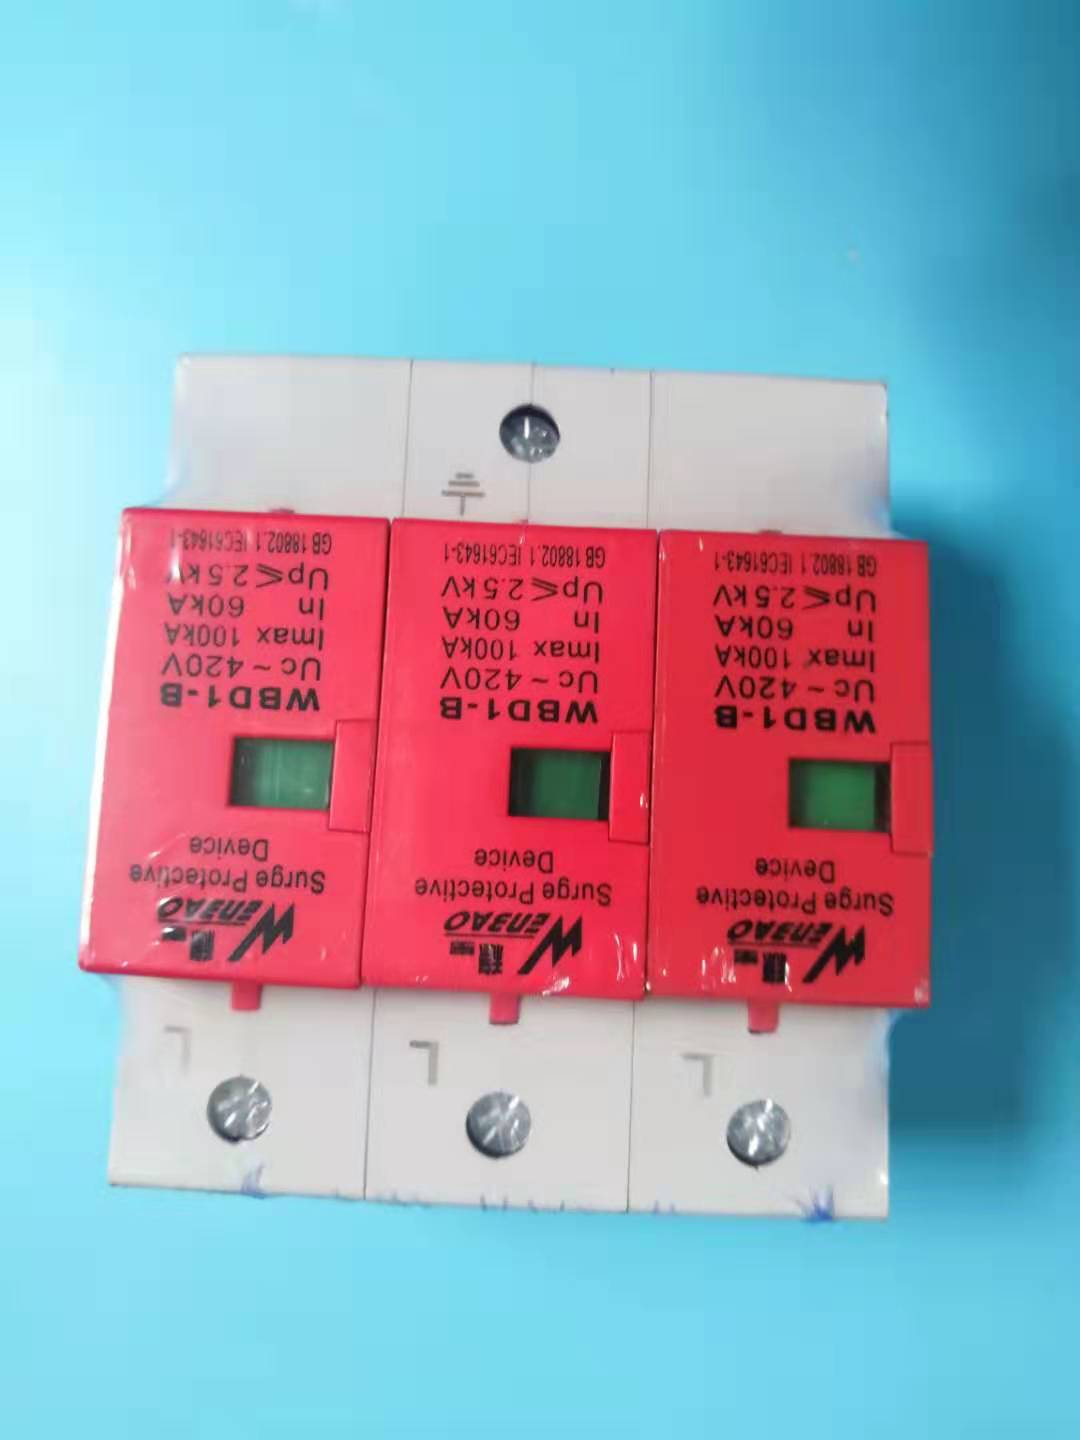 L
WENBAO
Surge Protective
Device
WBD1-B
Uc ~ 420V
Imax 100kA
In 60kA
Up≤2.5kV
GB 18802.1 IEC61643-1
L
WENBAO
Surge Protective
Device
WBD1-B
Uc ~ 420V
Imax 100kA
In 60kA
Up≤2.5kV
GB 18802.1 IEC61643-1
L
WENBAO
Surge Protective
Device
WBD1-B
Uc ~ 420V
Imax 100kA
In 60kA
Up≤2.5kV
GB 18802.1 IEC61643-1